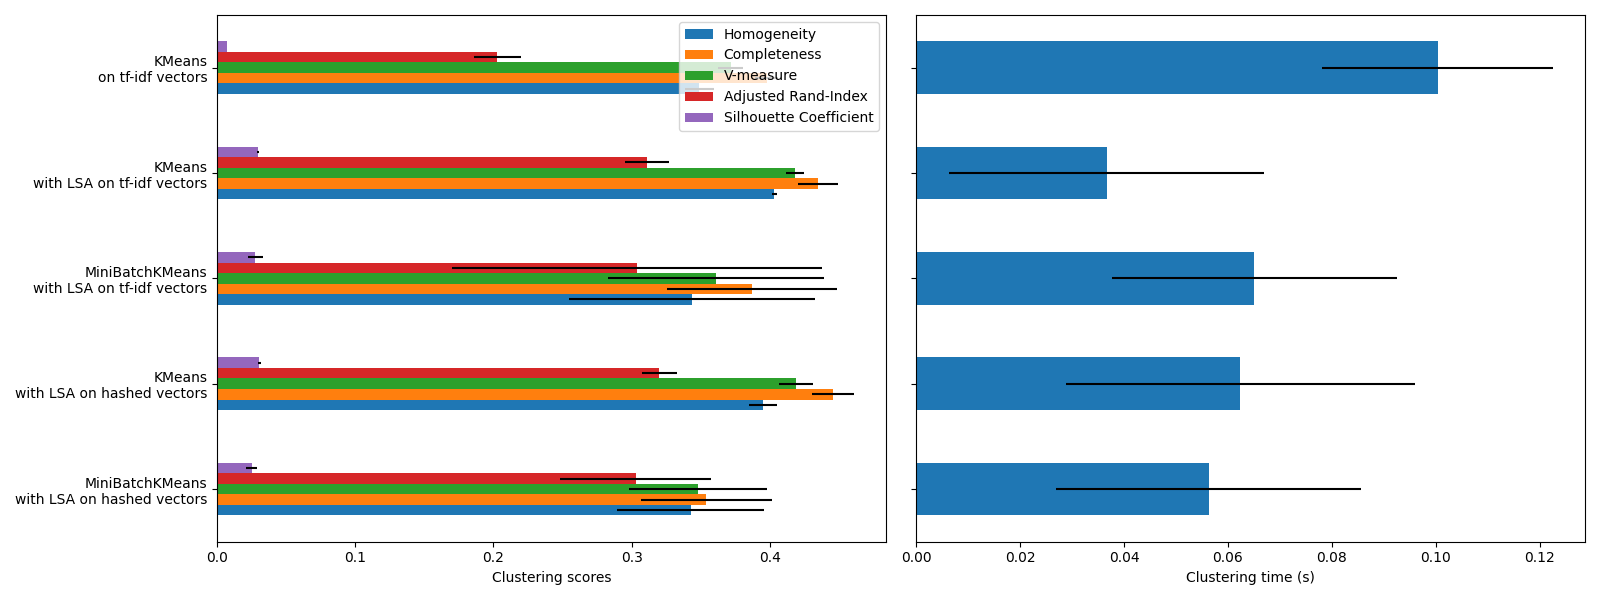 KMeans
on tf-idf vectors
KMeans
with LSA on tf-idf vectors
MiniBatchKMeans
with LSA on tf-idf vectors
KMeans
with LSA on hashed vectors
MiniBatchKMeans
with LSA on hashed vectors
Homogeneity
Completeness
V-measure
Adjusted Rand-Index
Silhouette Coefficient
0.0 0.1 0.2 0.3 0.4
Clustering scores
0.00 0.02 0.04 0.06 0.08 0.10 0.12
Clustering time (s)